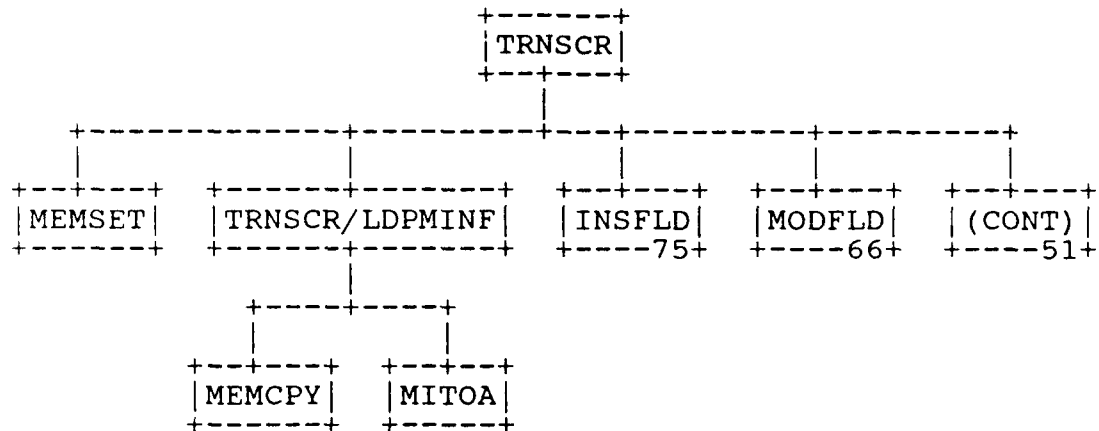 TRNSCR
MEMSET TRNSCR/LDPMINF INSFLD MODFLD (CONT)
75 66 51
MEMCPY MITOA